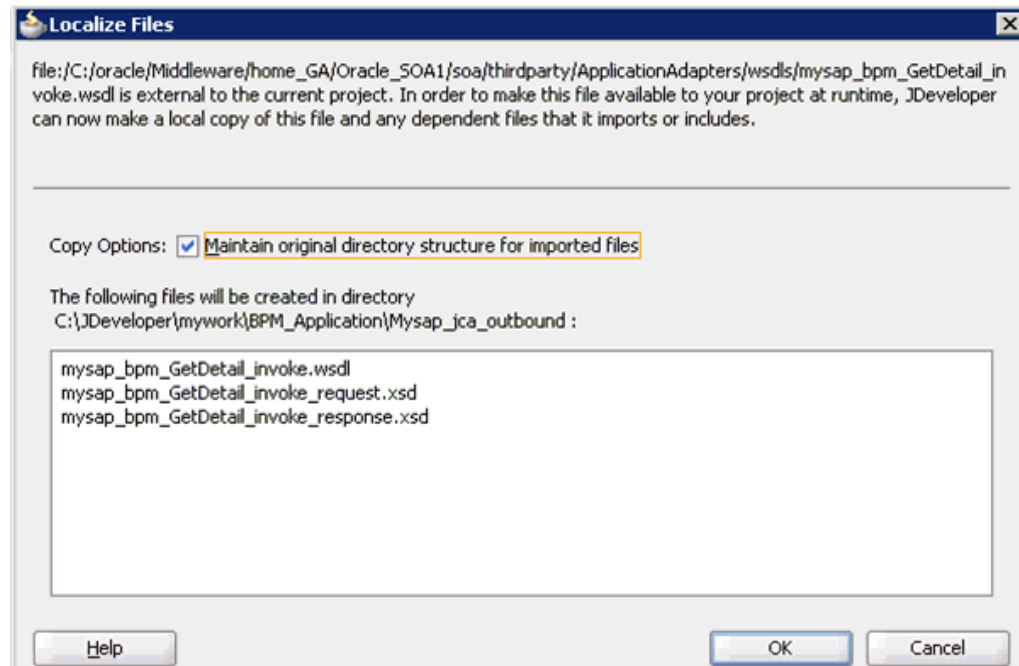 Localize Files
file:/C:/oracle/Middleware/home_GA/Oracle_SOA1/soa/thirdparty/ApplicationAdapters/wsdls/mysap_bpm_GetDetail_in
voke.wsdl is external to the current project. In order to make this file available to your project at runtime, JDeveloper
can now make a local copy of this file and any dependent files that it imports or includes.
Copy Options: Maintain original directory structure for imported files
The following files will be created in directory
C:\JDeveloper\mywork\BPM_Application\Mysap_jca_outbound :
mysap_bpm_GetDetail_invoke.wsdl
mysap_bpm_GetDetail_invoke_request.xsd
mysap_bpm_GetDetail_invoke_response.xsd
Help OK Cancel